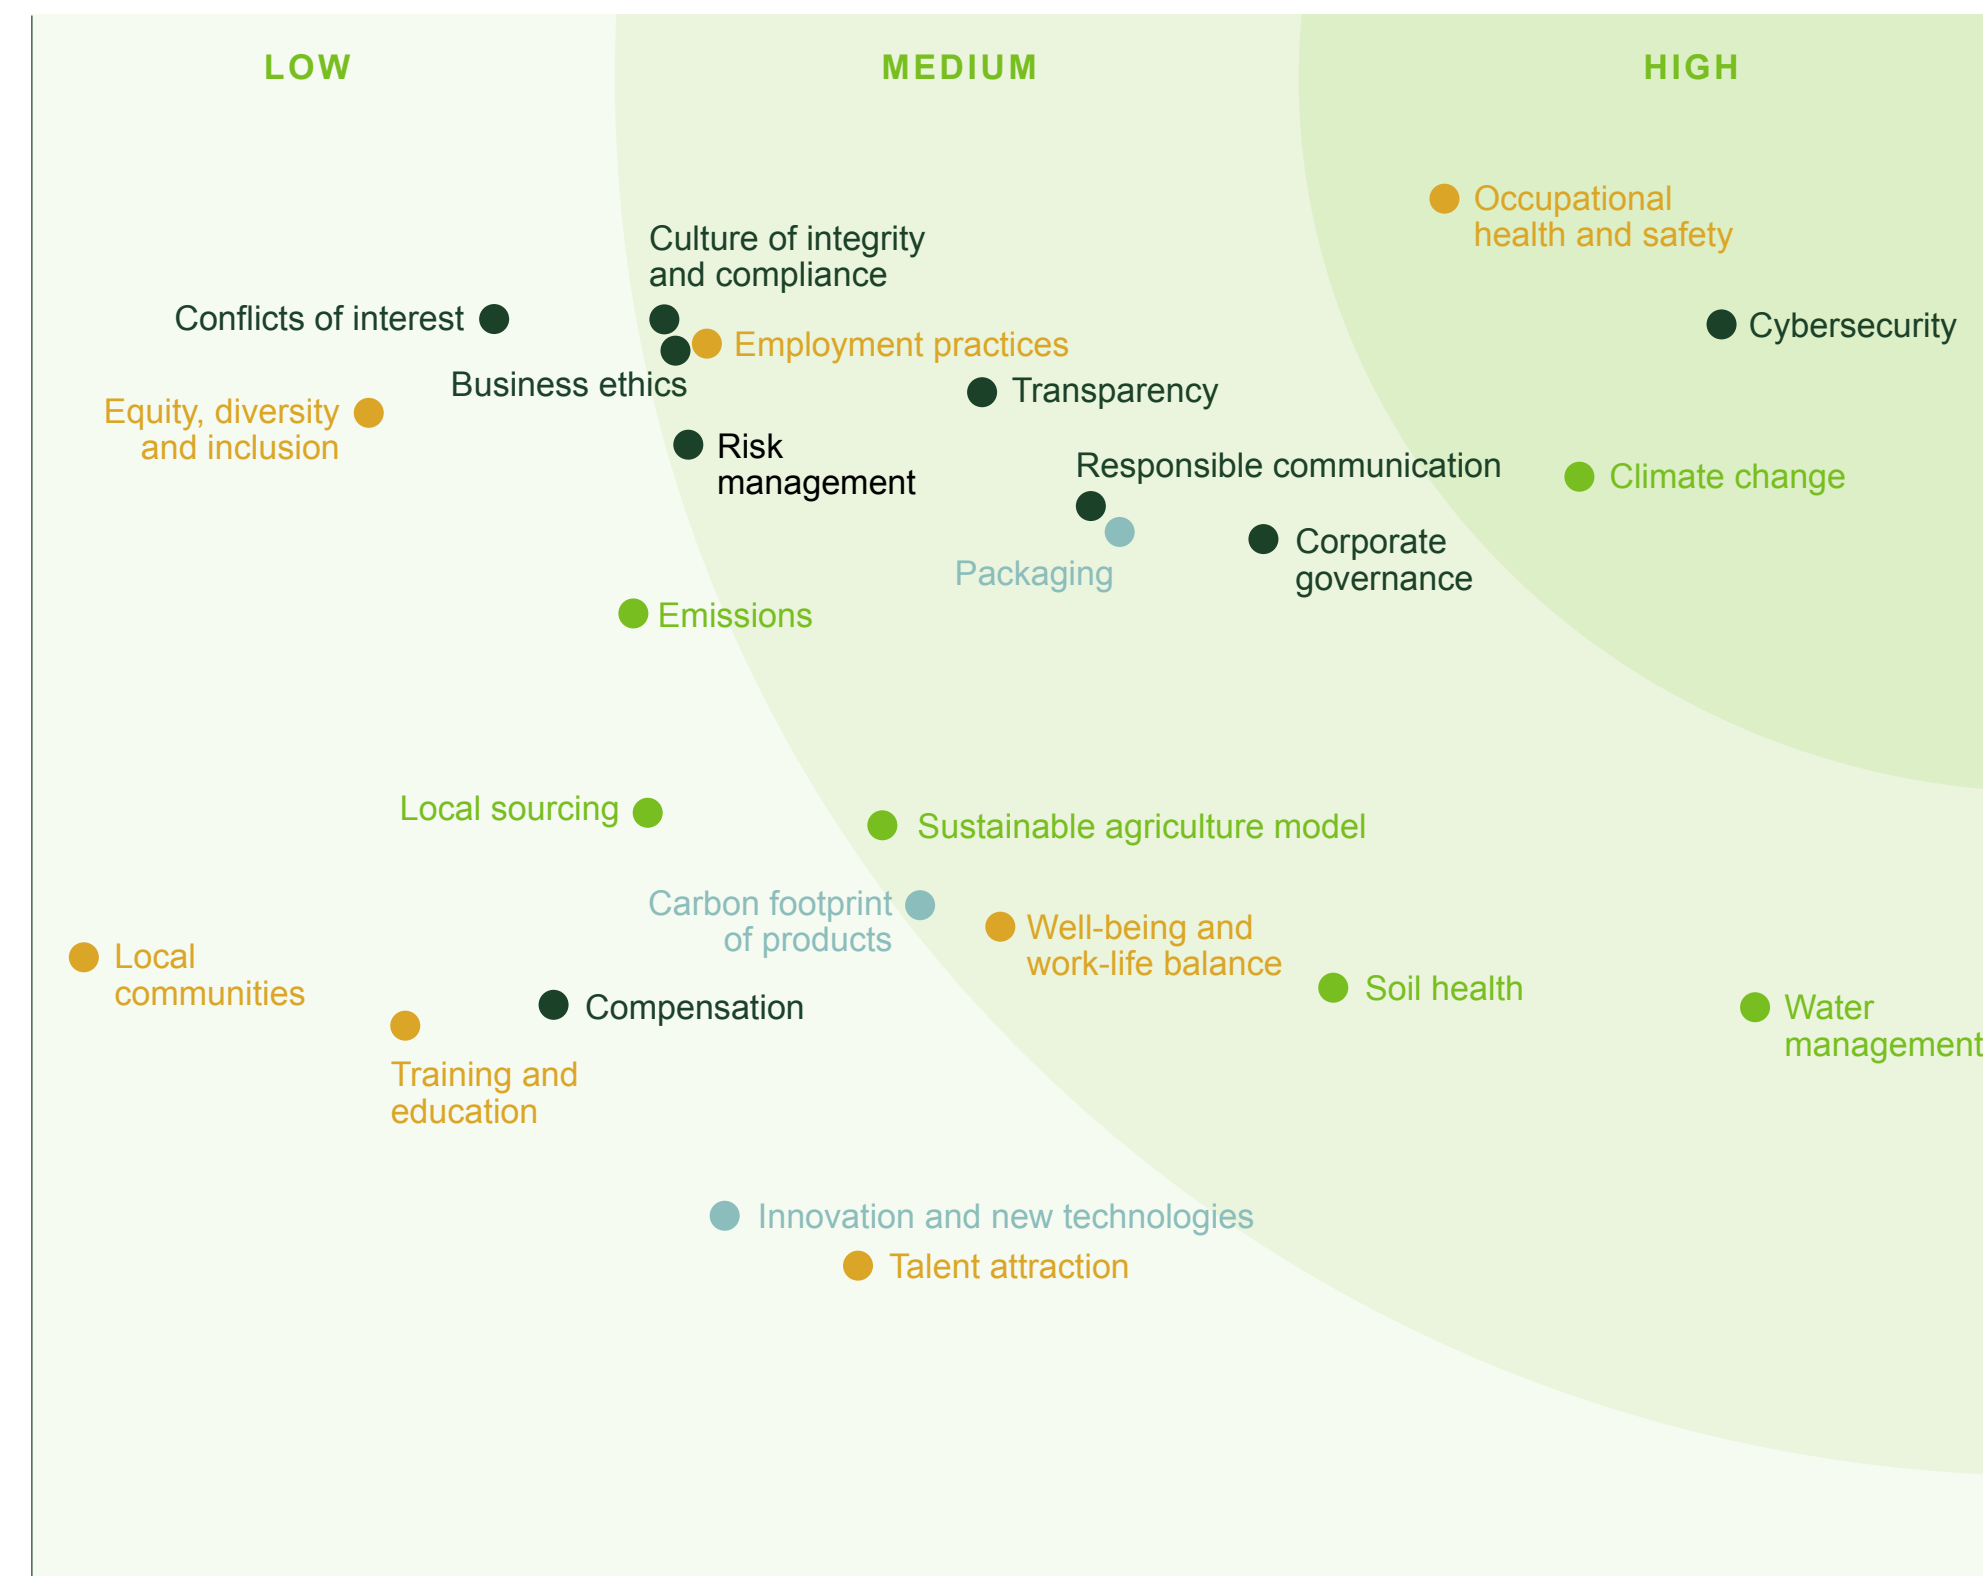 LOW
MEDIUM
HIGH
Occupational
health and safety
Culture of integrity
and compliance
Conflicts of interest
Cybersecurity
Employment practices
Business ethics
Transparency
Equity, diversity
and inclusion
Risk
management
Responsible communication
Climate change
Corporate
governance
Packaging
Emissions
Local sourcing
Sustainable agriculture model
Carbon footprint
of products
Well-being and
work-life balance
Local
communities
Soil health
Compensation
Water
management
Training and
education
Innovation and new technologies
Talent attraction